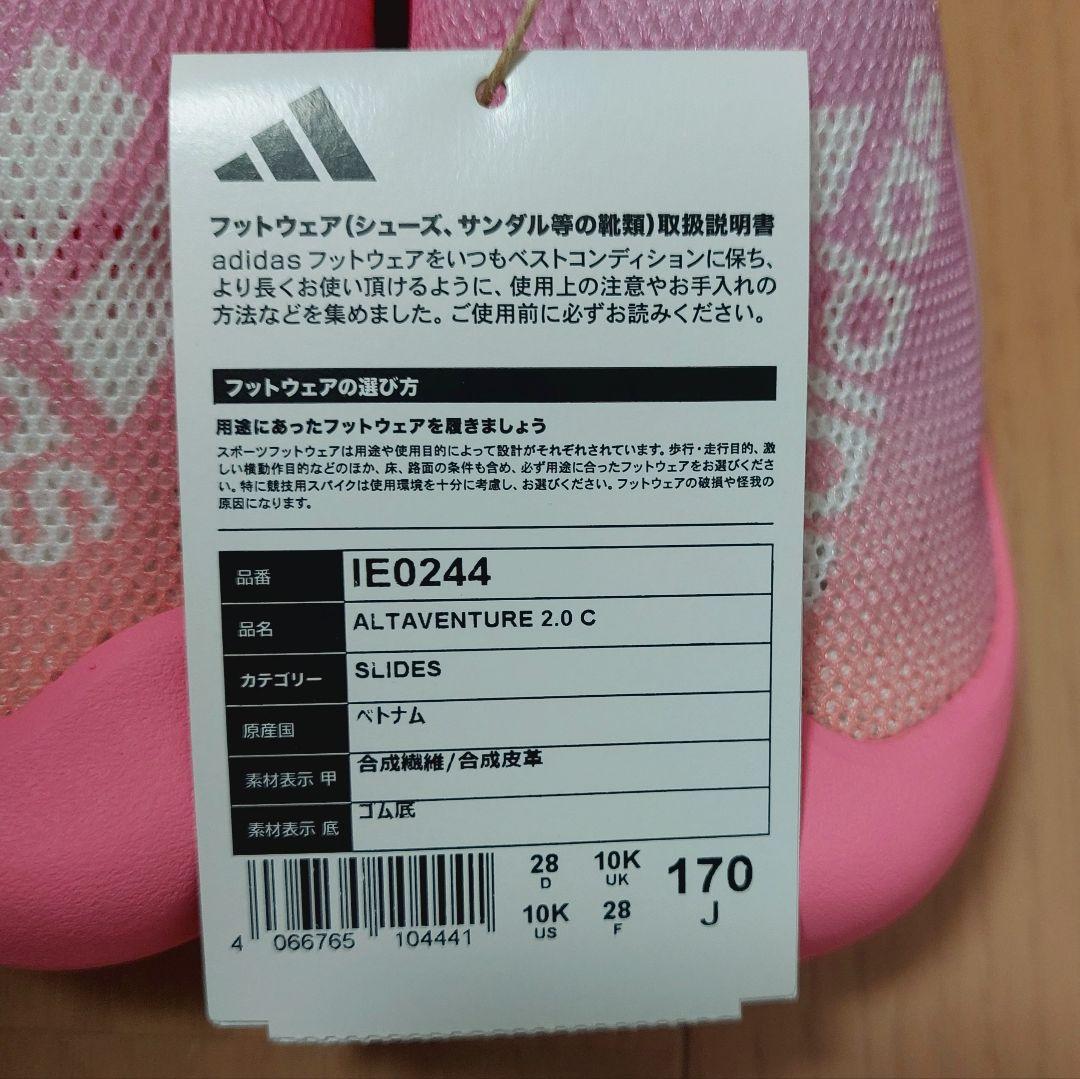 フットウェア(シューズ、サンダル等の靴類)取扱説明書
adidas フットウェアをいつもベストコンディションに保ち、
より長くお使い頂けるように、使用上の注意やお手入れの
方法などを集めました。ご使用前に必ずお読みください。
フットウェアの選び方
用途にあったフットウェアを履きましょう
スポーツフットウェアは用途や使用目的によって設計がそれぞれされています。歩行・走行目的、激
しい横動作目的などのほか、床、路面の条件も含め、必ず用途に合ったフットウェアをお選びくださ
い。特に競技用スパイクは使用環境を十分に考慮し、お選びください。フットウェアの破損や怪我の
原因になります。
品番 IE0244
品名 ALTAVENTURE 2.0 C
カテゴリー SLIDES
原産国 ベトナム
素材表示 甲 合成繊維/合成皮革
素材表示 底 ゴム底
28 10K 170
D UK J
10K 28
US F
4 066765 104441
adidas